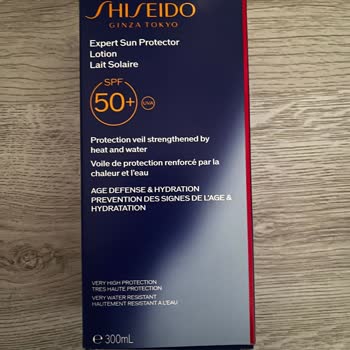 SHISEIDO
GINZA TOKYO
Expert Sun Protector
Lotion
Lait Solaire
SPF
50+
UVA
Protection veil strengthened by
heat and water
Voile de protection renforcé par la
chaleur et l'eau
AGE DEFENSE & HYDRATION
PREVENTION DES SIGNES DE L'AGE &
HYDRATATION
VERY HIGH PROTECTION
TRES HAUTE PROTECTION
VERY WATER RESISTANT
HAUTEMENT RESISTANT A L'EAU
℮ 300mL